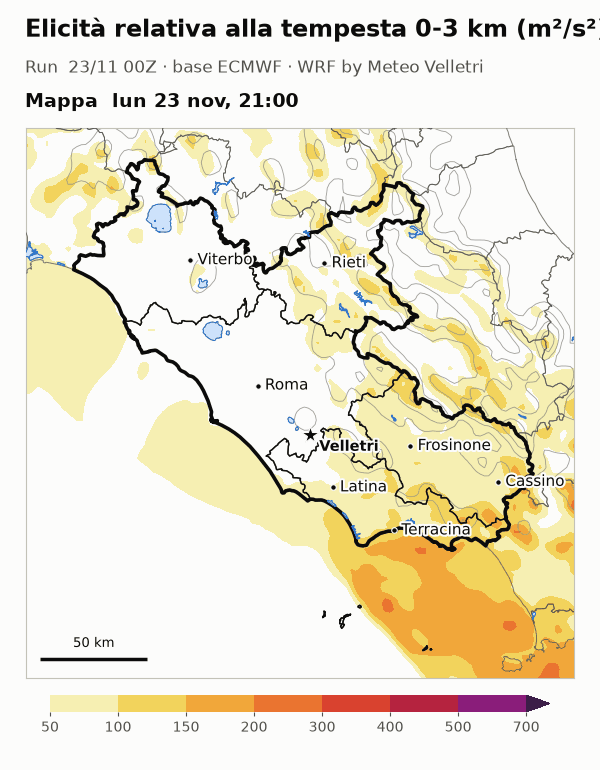 Elicità relativa alla tempesta 0-3 km (m²/s²)
Run  23/11 00Z · base ECMWF · WRF by Meteo Velletri
Mappa  lun 23 nov, 21:00
Viterbo
Rieti
Roma
Velletri
Frosinone
Cassino
Latina
Terracina
50 km
50 100 150 200 300 400 500 700